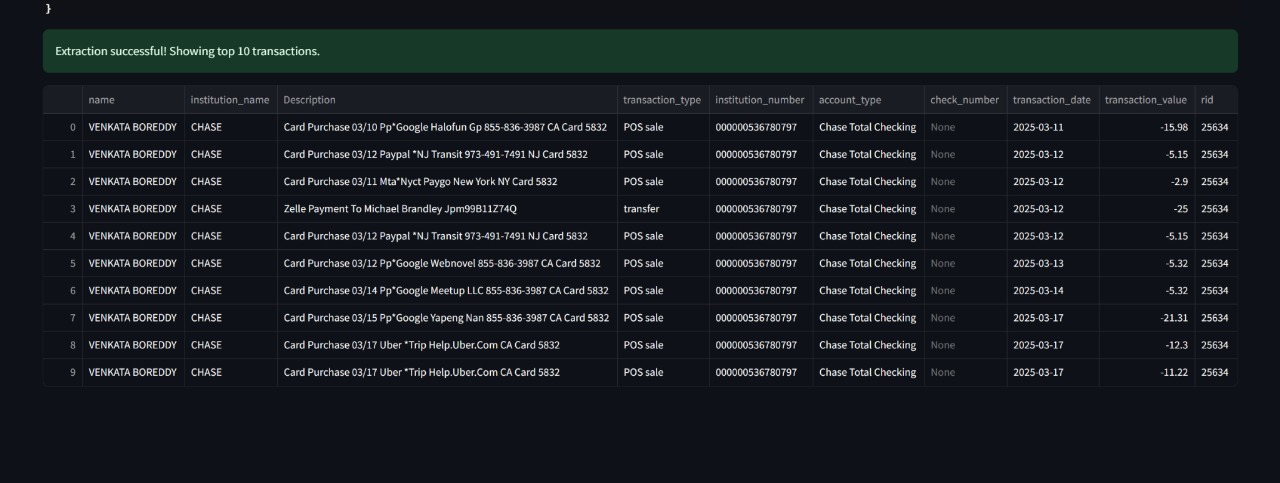 }
Extraction successful! Showing top 10 transactions.
name institution_name Description transaction_type institution_number account_type check_number transaction_date transaction_value rid
0 VENKATA BOREDDY CHASE Card Purchase 03/10 Pp*Google Halofun Gp 855-836-3987 CA Card 5832 POS sale 000000536780797 Chase Total Checking None 2025-03-11 -15.98 25634
1 VENKATA BOREDDY CHASE Card Purchase 03/12 Paypal *NJ Transit 973-491-7491 NJ Card 5832 POS sale 000000536780797 Chase Total Checking None 2025-03-12 -5.15 25634
2 VENKATA BOREDDY CHASE Card Purchase 03/11 Mta*Nyct Paygo New York NY Card 5832 POS sale 000000536780797 Chase Total Checking None 2025-03-12 -2.9 25634
3 VENKATA BOREDDY CHASE Zelle Payment To Michael Brandley Jpm99B11Z74Q transfer 000000536780797 Chase Total Checking None 2025-03-12 -25 25634
4 VENKATA BOREDDY CHASE Card Purchase 03/12 Paypal *NJ Transit 973-491-7491 NJ Card 5832 POS sale 000000536780797 Chase Total Checking None 2025-03-12 -5.15 25634
5 VENKATA BOREDDY CHASE Card Purchase 03/12 Pp*Google Webnovel 855-836-3987 CA Card 5832 POS sale 000000536780797 Chase Total Checking None 2025-03-13 -5.32 25634
6 VENKATA BOREDDY CHASE Card Purchase 03/14 Pp*Google Meetup LLC 855-836-3987 CA Card 5832 POS sale 000000536780797 Chase Total Checking None 2025-03-14 -5.32 25634
7 VENKATA BOREDDY CHASE Card Purchase 03/15 Pp*Google Yapeng Nan 855-836-3987 CA Card 5832 POS sale 000000536780797 Chase Total Checking None 2025-03-17 -21.31 25634
8 VENKATA BOREDDY CHASE Card Purchase 03/17 Uber *Trip Help.Uber.Com CA Card 5832 POS sale 000000536780797 Chase Total Checking None 2025-03-17 -12.3 25634
9 VENKATA BOREDDY CHASE Card Purchase 03/17 Uber *Trip Help.Uber.Com CA Card 5832 POS sale 000000536780797 Chase Total Checking None 2025-03-17 -11.22 25634